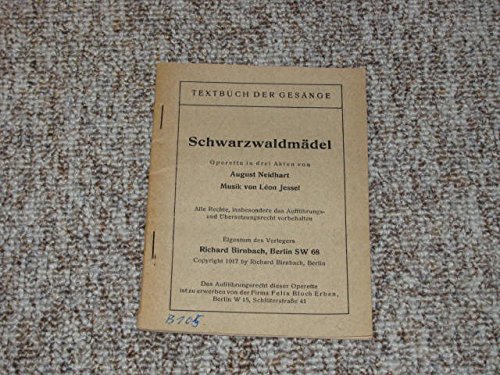 TEXTBUCH DER GESÄNGE
Schwarzwaldmädel
Operette in drei Akten von
August Neidhart
Musik von Léon Jessel
Alle Rechte, insbesondere das Aufführungs-
und Übersetzungsrecht vorbehalten
Eigentum des Verlegers
Richard Birnbach, Berlin SW 68
Copyright 1917 by Richard Birnbach, Berlin
Das Aufführungsrecht dieser Operette
ist zu erwerben von der Firma Felix Bloch Erben,
Berlin W 15, Schlüterstraße 41
B 105